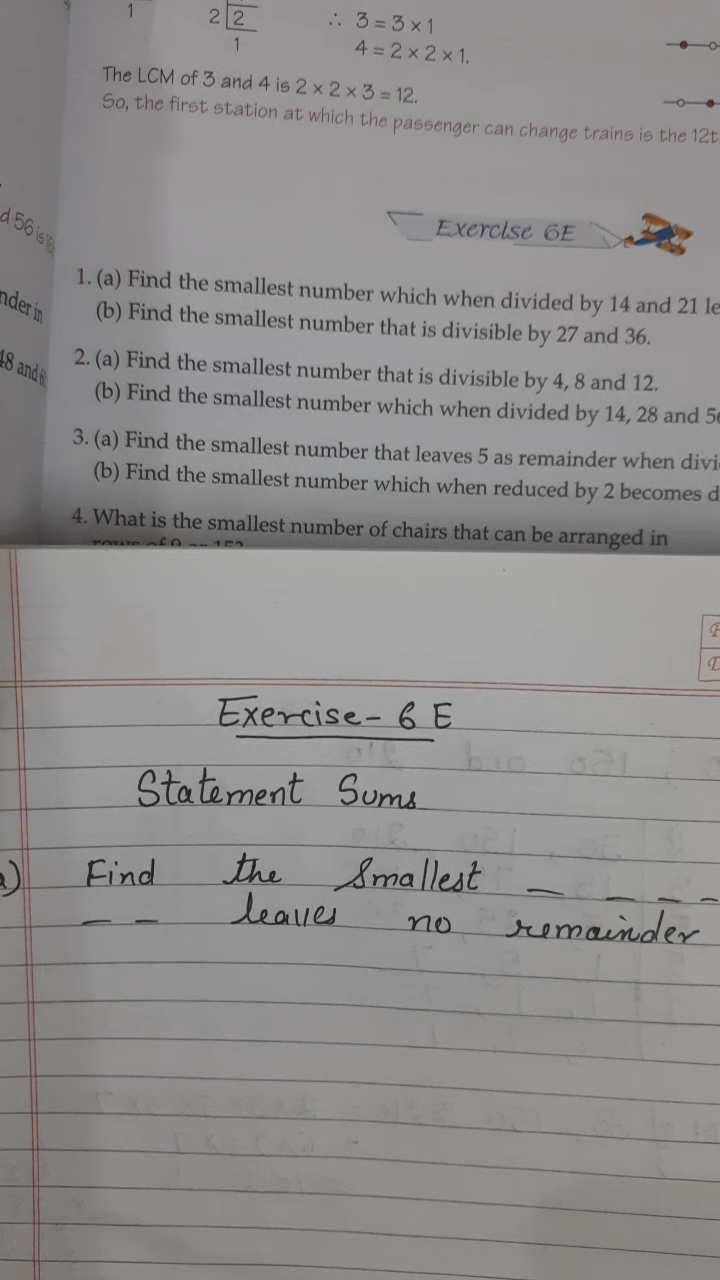 1
2 2
1
∴ 3 = 3 × 1
4 = 2 × 2 × 1.
The LCM of 3 and 4 is 2 × 2 × 3 = 12.
So, the first station at which the passenger can change trains is the 12t
d 56 is
nder in
18 and
Exercise 6E
1. (a) Find the smallest number which when divided by 14 and 21 le
(b) Find the smallest number that is divisible by 27 and 36.
2. (a) Find the smallest number that is divisible by 4, 8 and 12.
(b) Find the smallest number which when divided by 14, 28 and 5
3. (a) Find the smallest number that leaves 5 as remainder when divi
(b) Find the smallest number which when reduced by 2 becomes d
4. What is the smallest number of chairs that can be arranged in
Exercise - 6 E
Statement Sums
a) Find the Smallest _ _ _ _
_ _ leaves no remainder